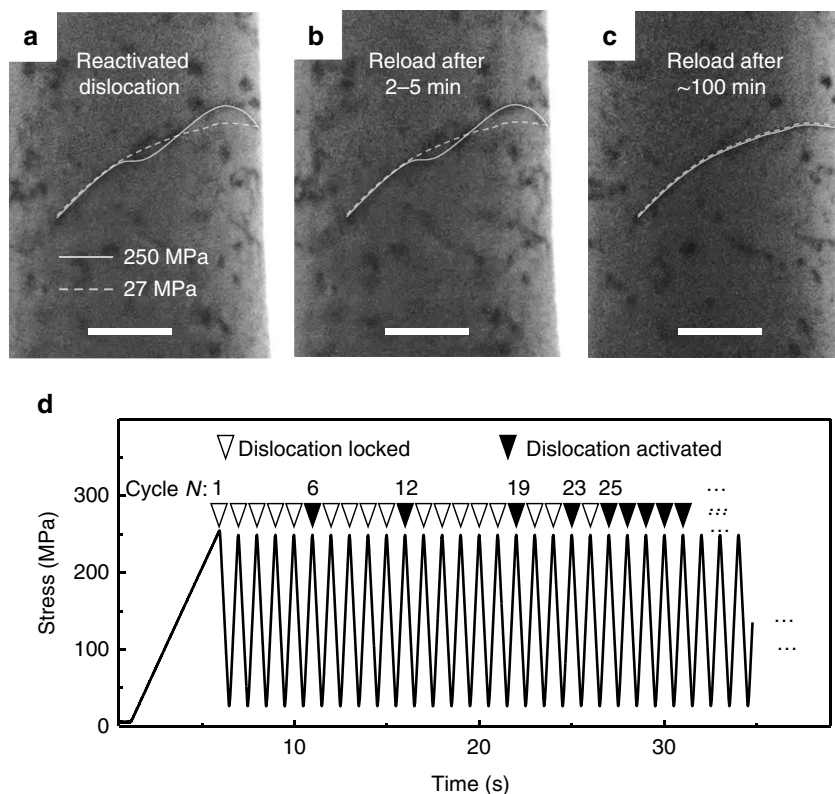 a
Reactivated
dislocation
250 MPa
27 MPa
b
Reload after
2–5 min
c
Reload after
~100 min
d
Dislocation locked
Dislocation activated
Cycle N: 1 6 12 19 23 25 ...
...
...
Stress (MPa)
300
200
100
0
...
...
10 20 30
Time (s)